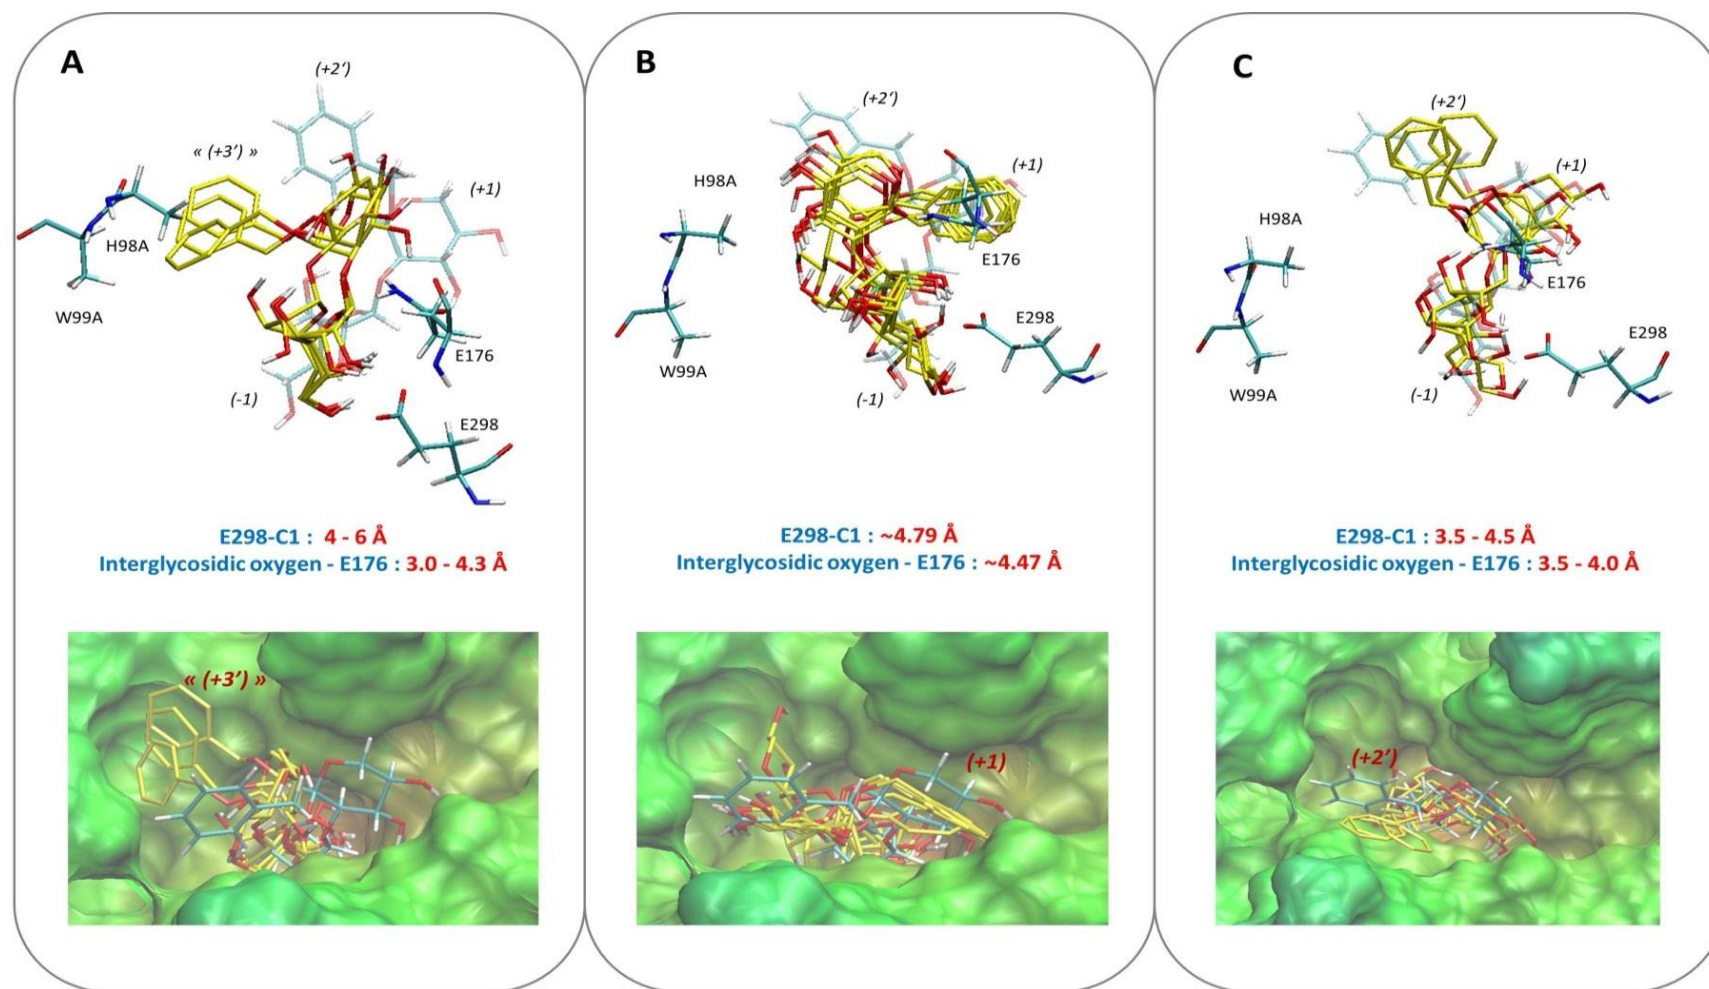 A
(+2')
« (+3') »
(+1)
H98A
W99A
E176
(-1)
E298
E298-C1 : 4 - 6 Å
Interglycosidic oxygen - E176 : 3.0 - 4.3 Å
« (+3') »
B
(+2')
(+1)
H98A
E176
E298
W99A
(-1)
E298-C1 : ~4.79 Å
Interglycosidic oxygen - E176 : ~4.47 Å
(+1)
C
(+2')
(+1)
H98A
E176
E298
W99A
(-1)
E298-C1 : 3.5 - 4.5 Å
Interglycosidic oxygen - E176 : 3.5 - 4.0 Å
(+2')